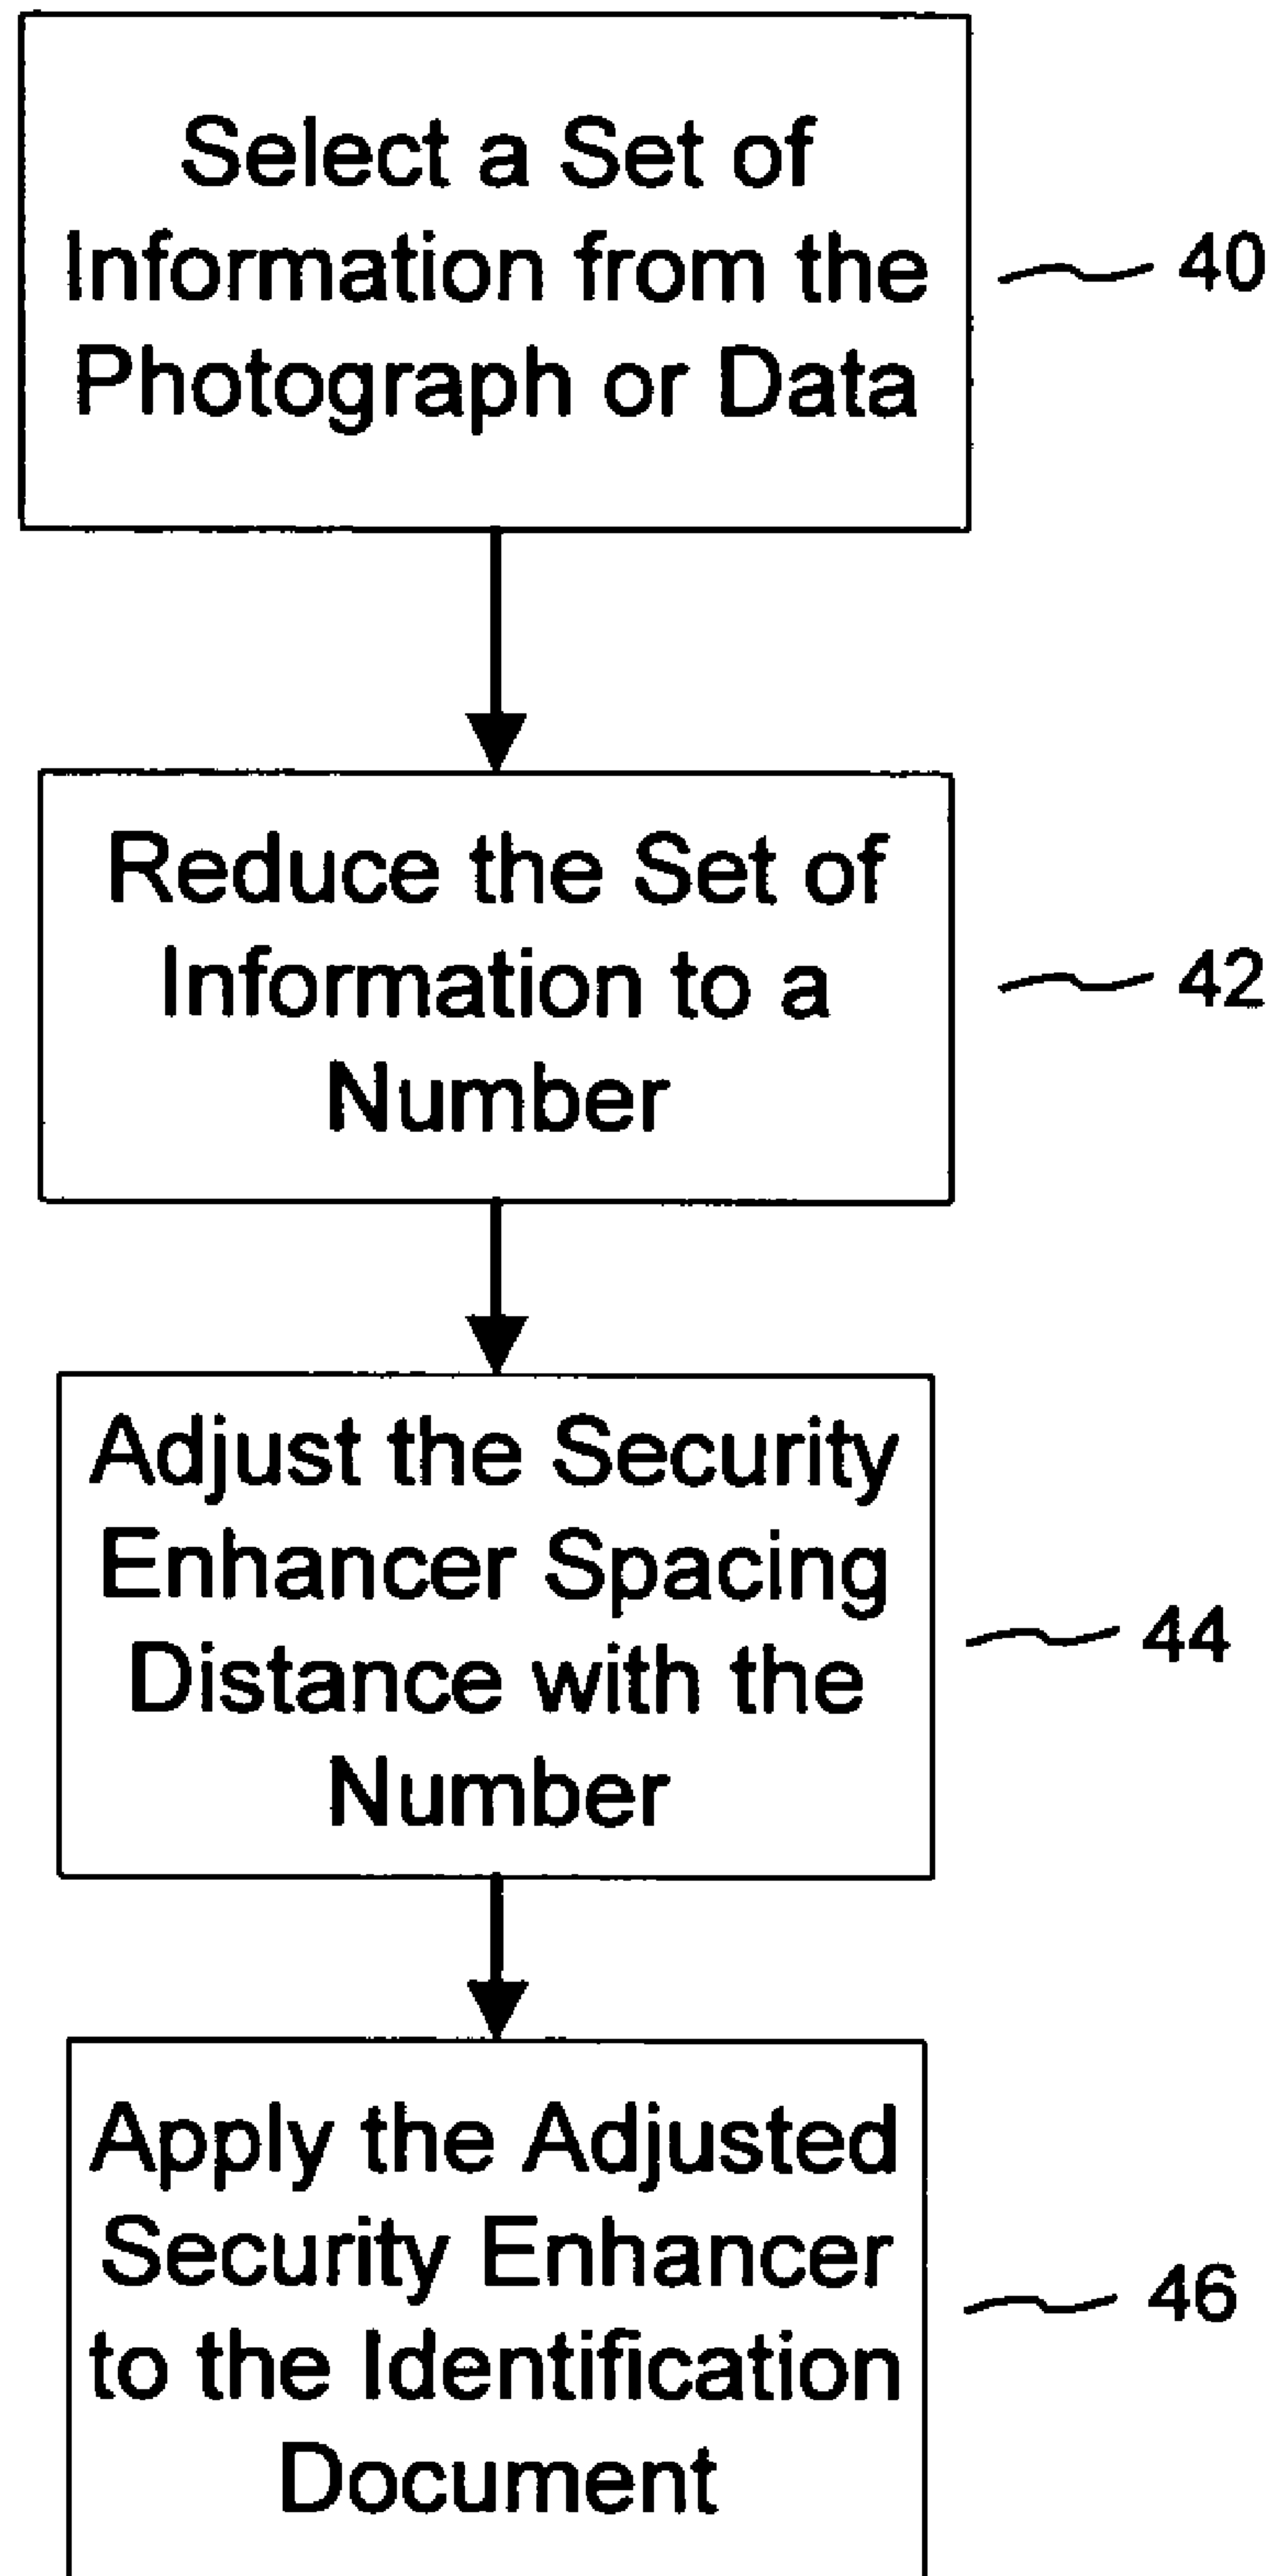 Select a Set of
Information from the
Photograph or Data
40
Reduce the Set of
Information to a
Number
42
Adjust the Security
Enhancer Spacing
Distance with the
Number
44
Apply the Adjusted
Security Enhancer
to the Identification
Document
46